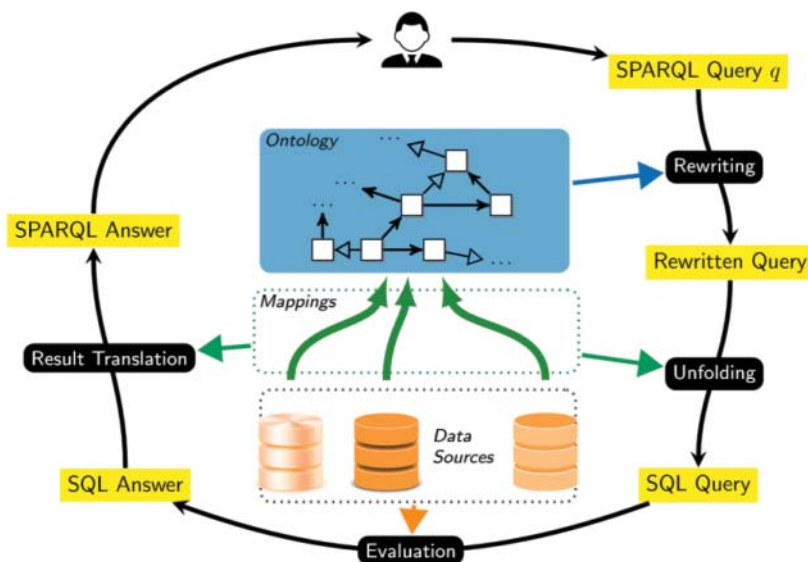 SPARQL Query q
Ontology
...
Rewriting
...
...
SPARQL Answer
...
Rewritten Query
Mappings
Result Translation
Unfolding
Data
Sources
SQL Answer
SQL Query
Evaluation